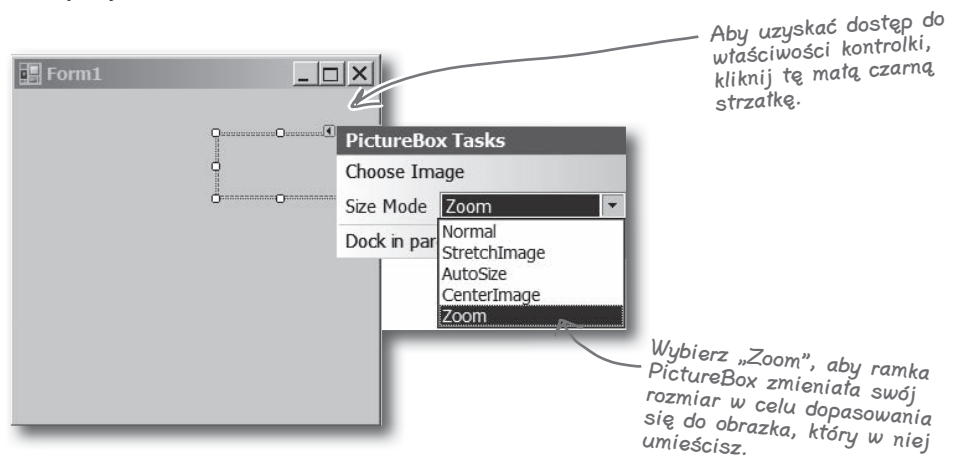 Aby uzyskać dostęp do
właściwości kontrolki,
kliknij tę małą czarną
strzałkę.
Form1
PictureBox Tasks
Choose Image
Size Mode Zoom
Dock in par
Normal
StretchImage
AutoSize
CenterImage
Zoom
Wybierz „Zoom”, aby ramka
PictureBox zmieniała swój
rozmiar w celu dopasowania
się do obrazka, który w niej
umieścisz.